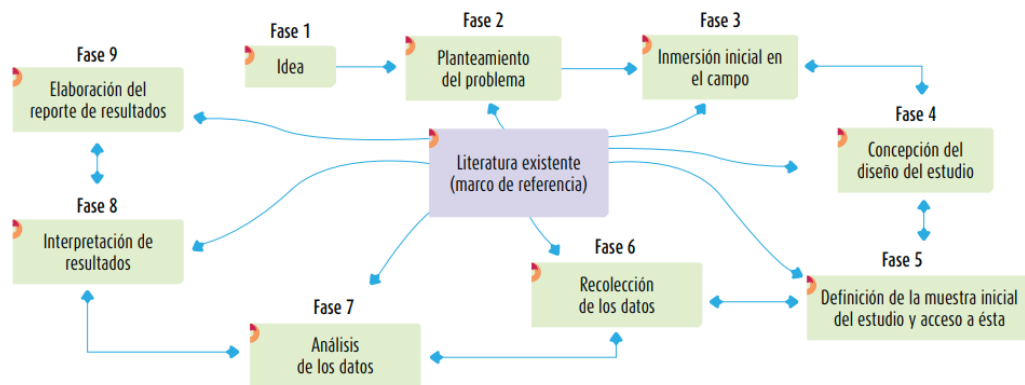 Fase 1
Idea
Fase 2
Planteamiento
del problema
Fase 3
Inmersión inicial en
el campo
Fase 4
Concepción del
diseño del estudio
Fase 5
Definición de la muestra inicial
del estudio y acceso a ésta
Fase 6
Recolección
de los datos
Fase 7
Análisis
de los datos
Fase 8
Interpretación de
resultados
Fase 9
Elaboración del
reporte de resultados
Literatura existente
(marco de referencia)